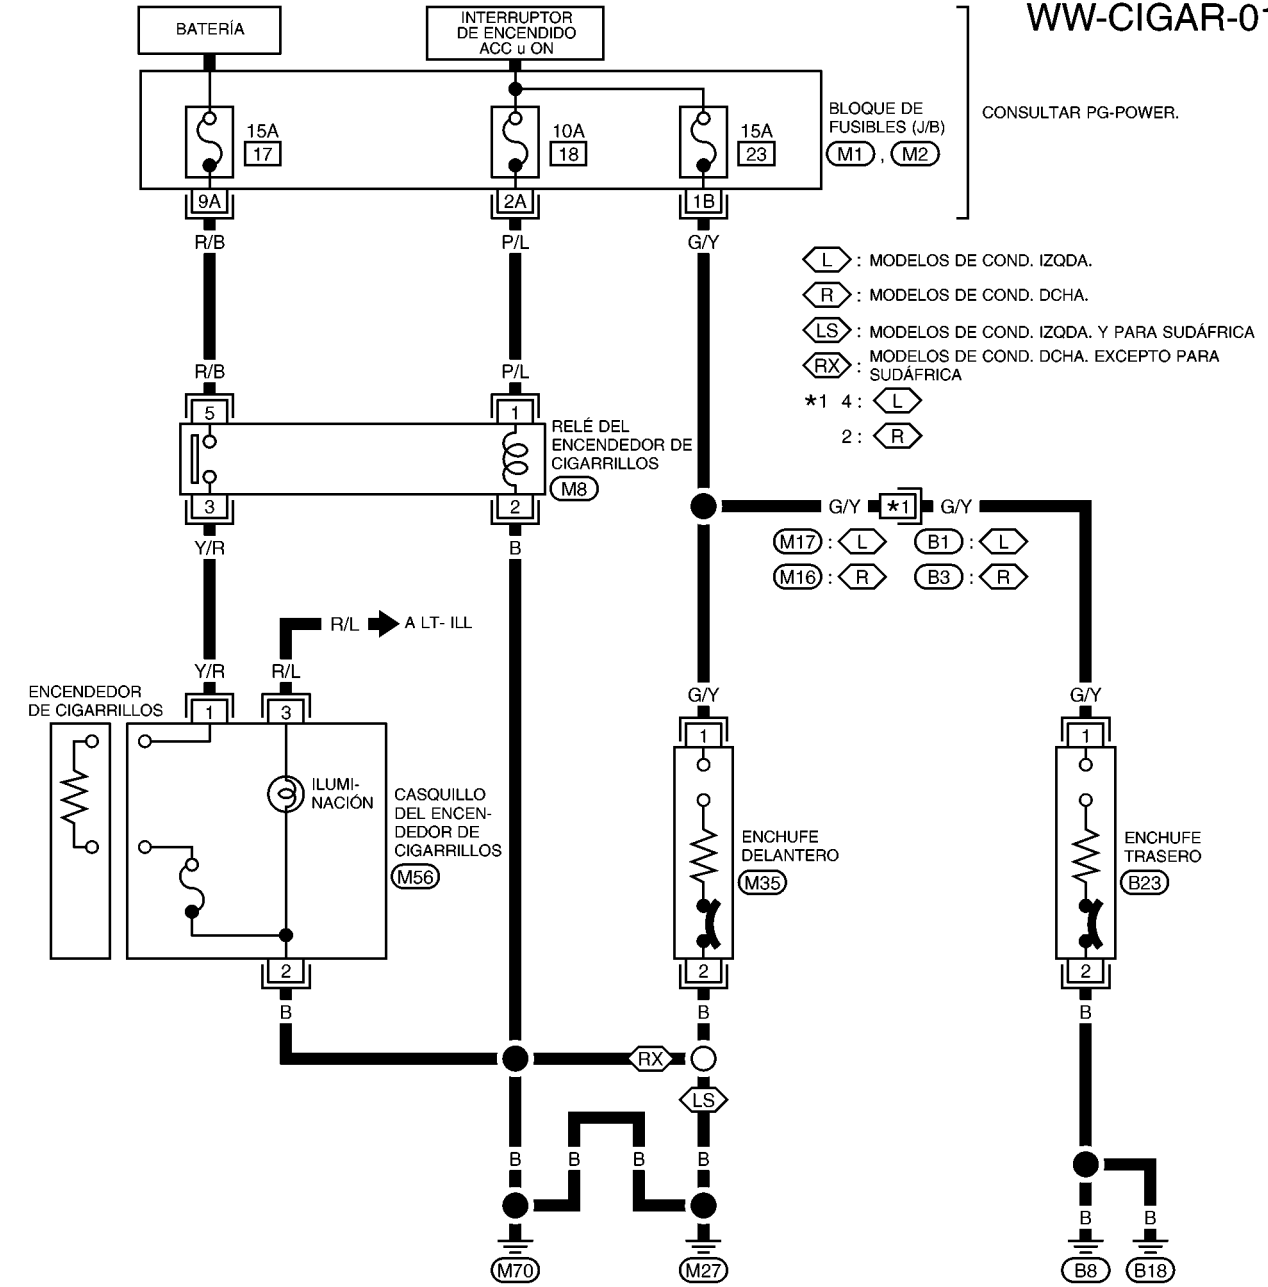 WW-CIGAR-01
BATERÍA
INTERRUPTOR
DE ENCENDIDO
ACC u ON
15A
17
10A
18
15A
23
BLOQUE DE
FUSIBLES (J/B)
M1 , M2
CONSULTAR PG-POWER.
9A
2A
1B
R/B
P/L
G/Y
L : MODELOS DE COND. IZQDA.
R : MODELOS DE COND. DCHA.
LS : MODELOS DE COND. IZQDA. Y PARA SUDÁFRICA
RX : MODELOS DE COND. DCHA. EXCEPTO PARA
SUDÁFRICA
*1 4 : L
2 : R
R/B
P/L
5
1
RELÉ DEL
ENCENDEDOR DE
CIGARRILLOS
M8
3
2
Y/R
B
G/Y *1 G/Y
M17 : L B1 : L
M16 : R B3 : R
R/L A LT- ILL
Y/R
R/L
G/Y
G/Y
ENCENDEDOR
DE CIGARRILLOS
1
3
1
1
ILUMI-
NACIÓN
CASQUILLO
DEL ENCEN-
DEDOR DE
CIGARRILLOS
M56
ENCHUFE
DELANTERO
M35
ENCHUFE
TRASERO
B23
2
2
2
B
B
B
RX
LS
B
B
B
B
B
B
M70
M27
B8
B18